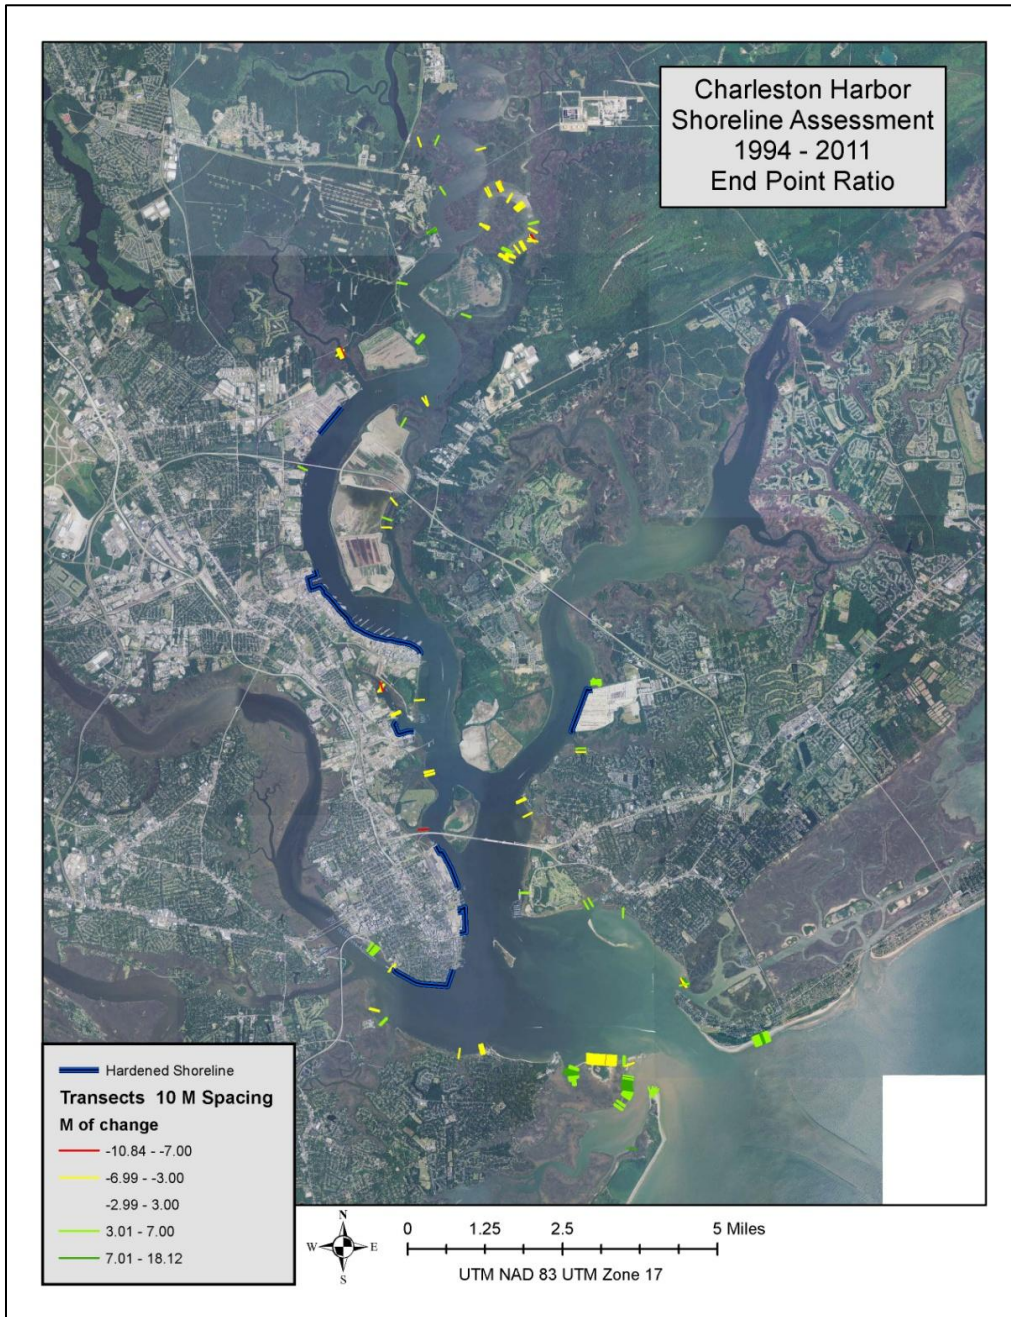 Charleston Harbor
Shoreline Assessment
1994 - 2011
End Point Ratio
Hardened Shoreline
Transects 10 M Spacing
M of change
-10.84 - -7.00
-6.99 - -3.00
-2.99 - 3.00
3.01 - 7.00
7.01 - 18.12
N
W E
S
0 1.25 2.5 5 Miles
UTM NAD 83 UTM Zone 17